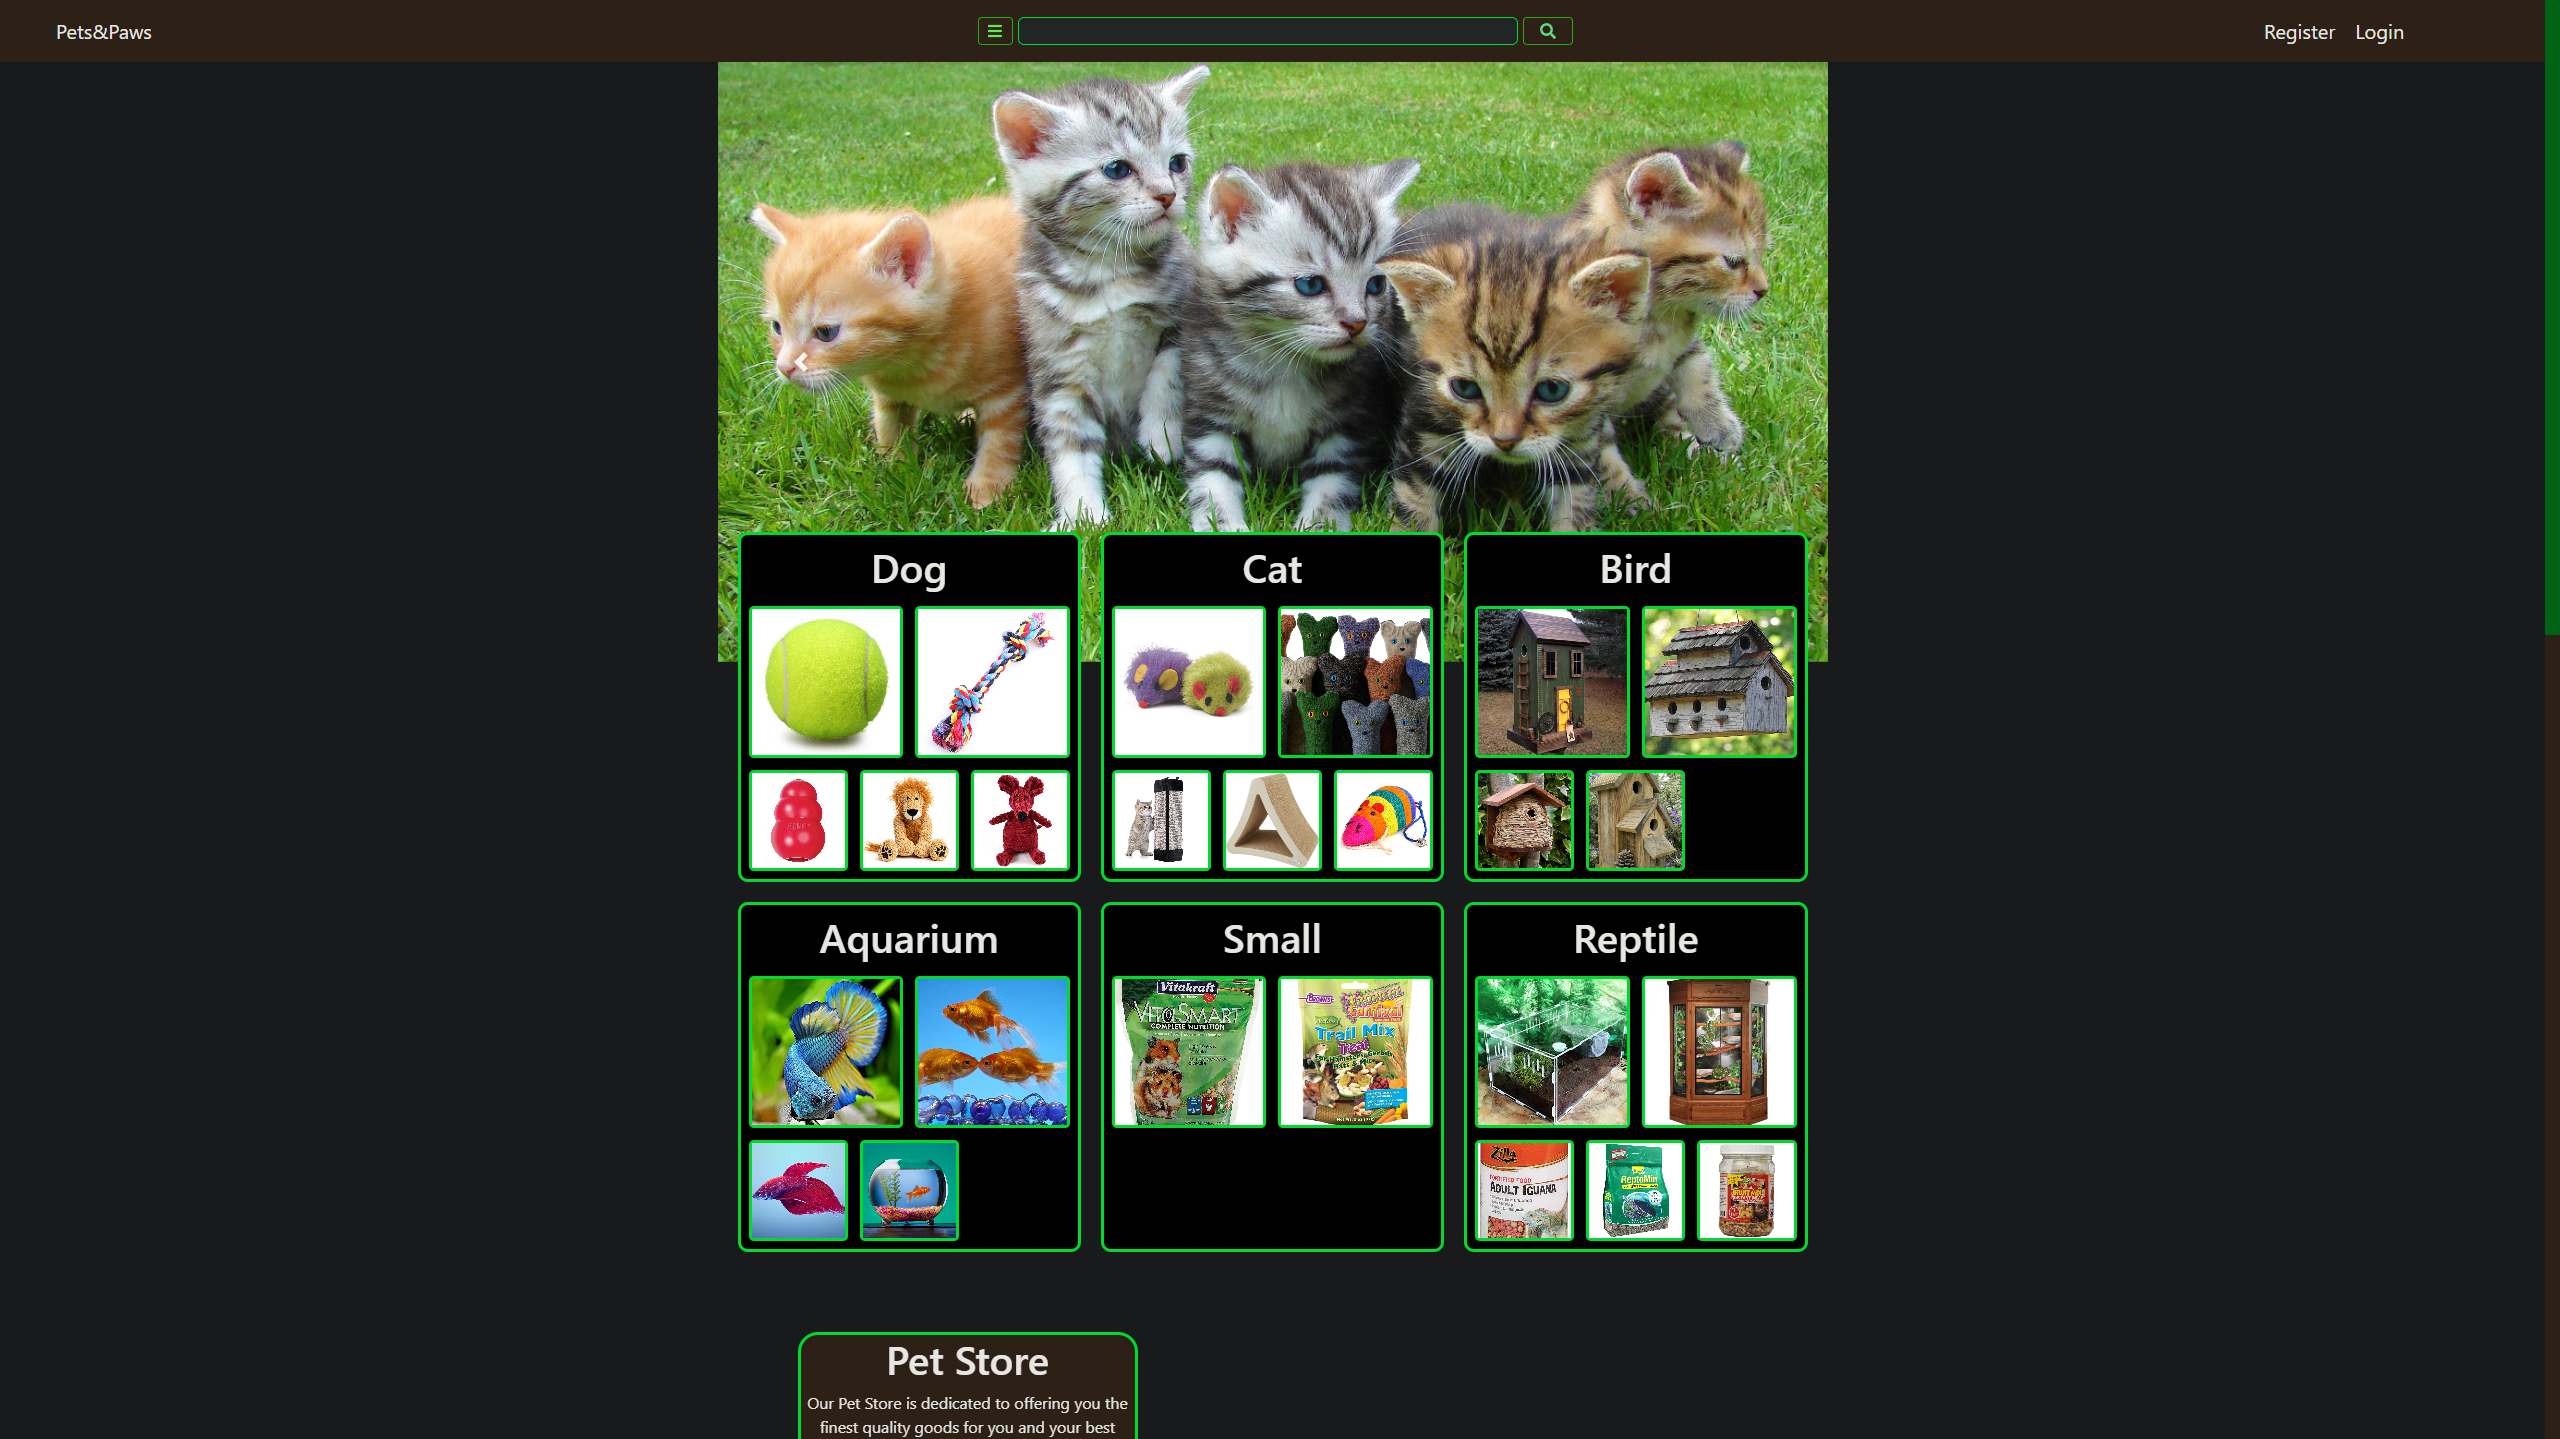 Pets&Paws
Register Login
Dog
Cat
Bird
Aquarium
Small
Reptile
Vitakraft
VITA SMART
COMPLETE NUTRITION
BROWN'S
TROPICAL
Carnival
Trail Mix
Treat
Zilla
FORTIFIED FOOD
ADULT IGUANA
ReptoMin
Pet Store
Our Pet Store is dedicated to offering you the
finest quality goods for you and your best